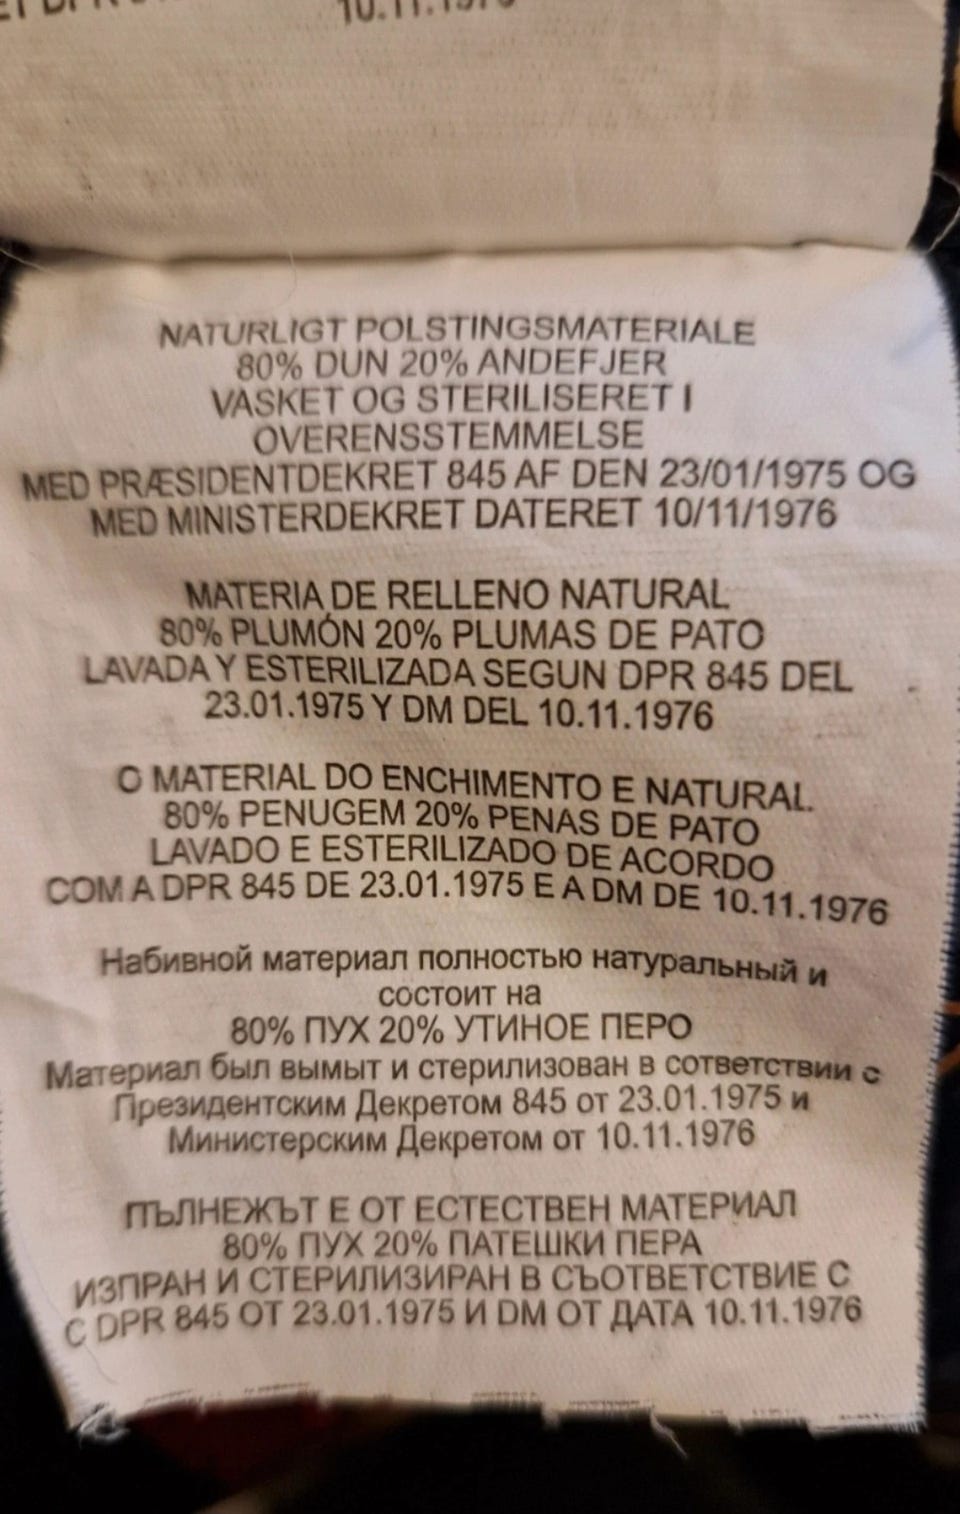 10.11.1976
NATURLIGT POLSTINGSMATERIALE
80% DUN 20% ANDEFJER
VASKET OG STERILISERET I
OVERENSSTEMMELSE
MED PRÆSIDENTDEKRET 845 AF DEN 23/01/1975 OG
MED MINISTERDEKRET DATERET 10/11/1976
MATERIA DE RELLENO NATURAL
80% PLUMÓN 20% PLUMAS DE PATO
LAVADA Y ESTERILIZADA SEGUN DPR 845 DEL
23.01.1975 Y DM DEL 10.11.1976
O MATERIAL DO ENCHIMENTO E NATURAL
80% PENUGEM 20% PENAS DE PATO
LAVADO E ESTERILIZADO DE ACORDO
COM A DPR 845 DE 23.01.1975 E A DM DE 10.11.1976
Набивной материал полностью натуральный и
состоит на
80% ПУХ 20% УТИНОЕ ПЕРО
Материал был вымыт и стерилизован в сответствии с
Президентским Декретом 845 от 23.01.1975 и
Министерским Декретом от 10.11.1976
ПЪЛНЕЖЪТ Е ОТ ЕСТЕСТВЕН МАТЕРИАЛ
80% ПУХ 20% ПАТЕШКИ ПЕРА
ИЗПРАН И СТЕРИЛИЗИРАН В СЪОТВЕТСТВИЕ С
С DPR 845 ОТ 23.01.1975 И DM ОТ ДАТА 10.11.1976